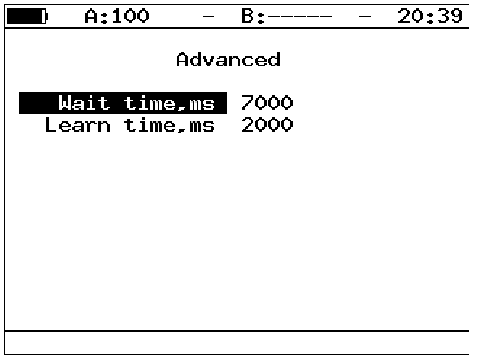 A:100 – B:––––– – 20:39
Advanced
Wait time,ms 7000
Learn time,ms 2000